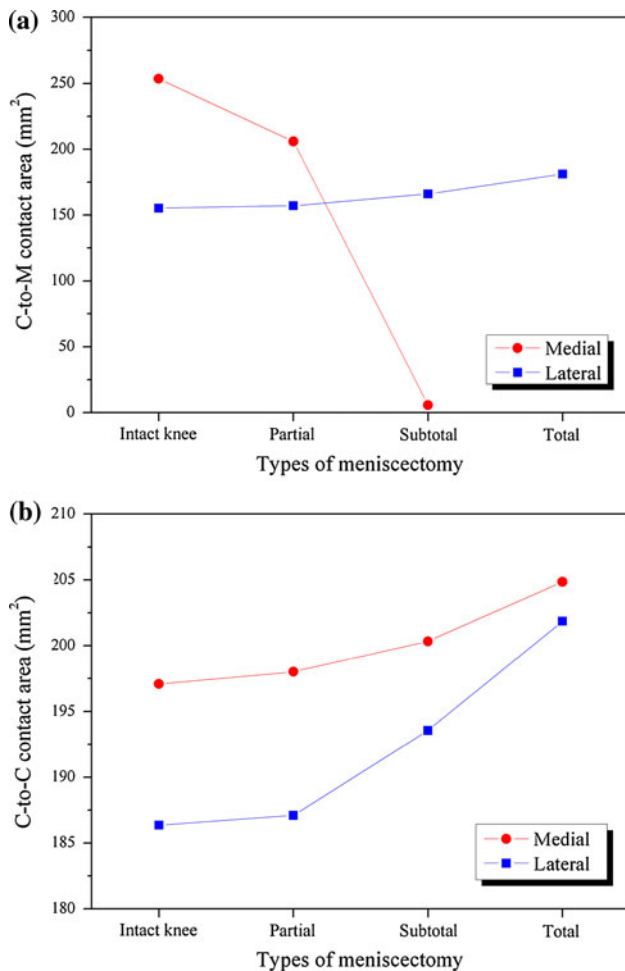 (a)
C-to-M contact area (mm²)
300
250
200
150
100
50
0
Medial
Lateral
Intact knee Partial Subtotal Total
Types of meniscectomy
(b)
C-to-C contact area (mm²)
210
205
200
195
190
185
180
Medial
Lateral
Intact knee Partial Subtotal Total
Types of meniscectomy